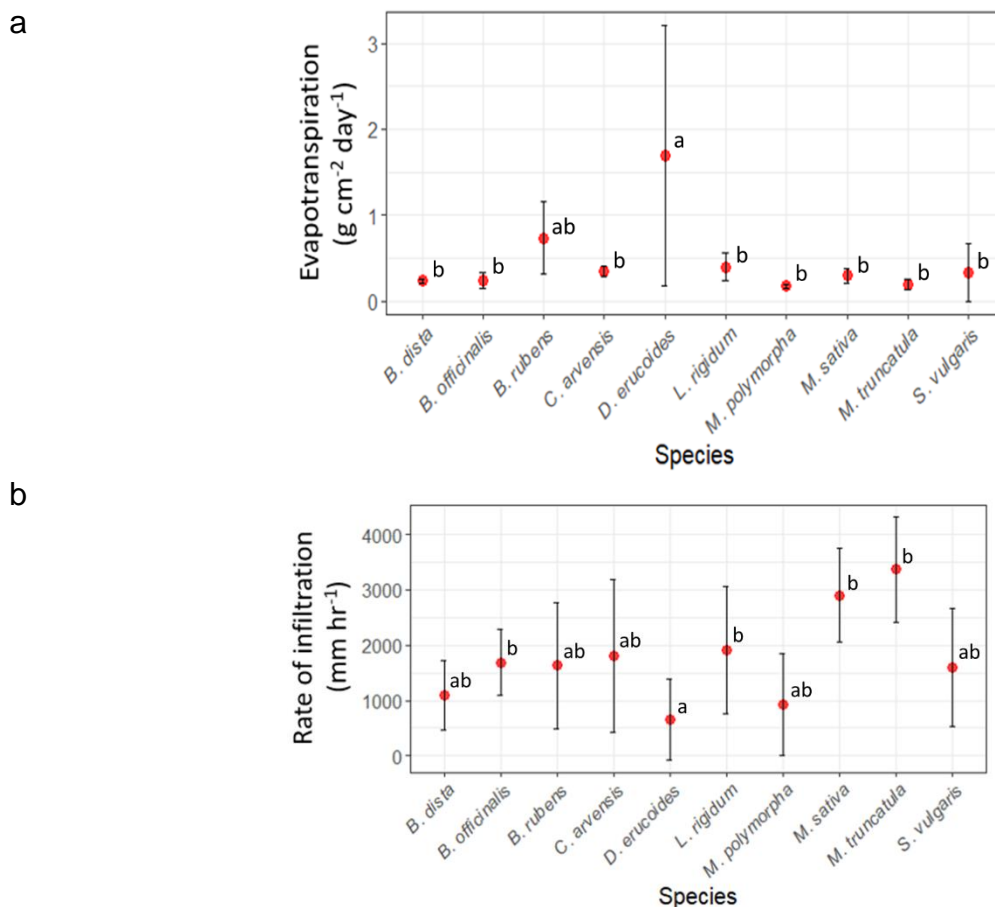 a
Evapotranspiration
(g cm⁻² day⁻¹)
3
2
1
0
b
b
ab
b
a
b
b
b
b
b
B. dista
B. officinalis
B. rubens
C. arvensis
D. erucoides
L. rigidum
M. polymorpha
M. sativa
M. truncatula
S. vulgaris
Species
b
Rate of infiltration
(mm hr⁻¹)
4000
3000
2000
1000
0
ab
b
ab
ab
a
b
ab
b
b
ab
B. dista
B. officinalis
B. rubens
C. arvensis
D. erucoides
L. rigidum
M. polymorpha
M. sativa
M. truncatula
S. vulgaris
Species